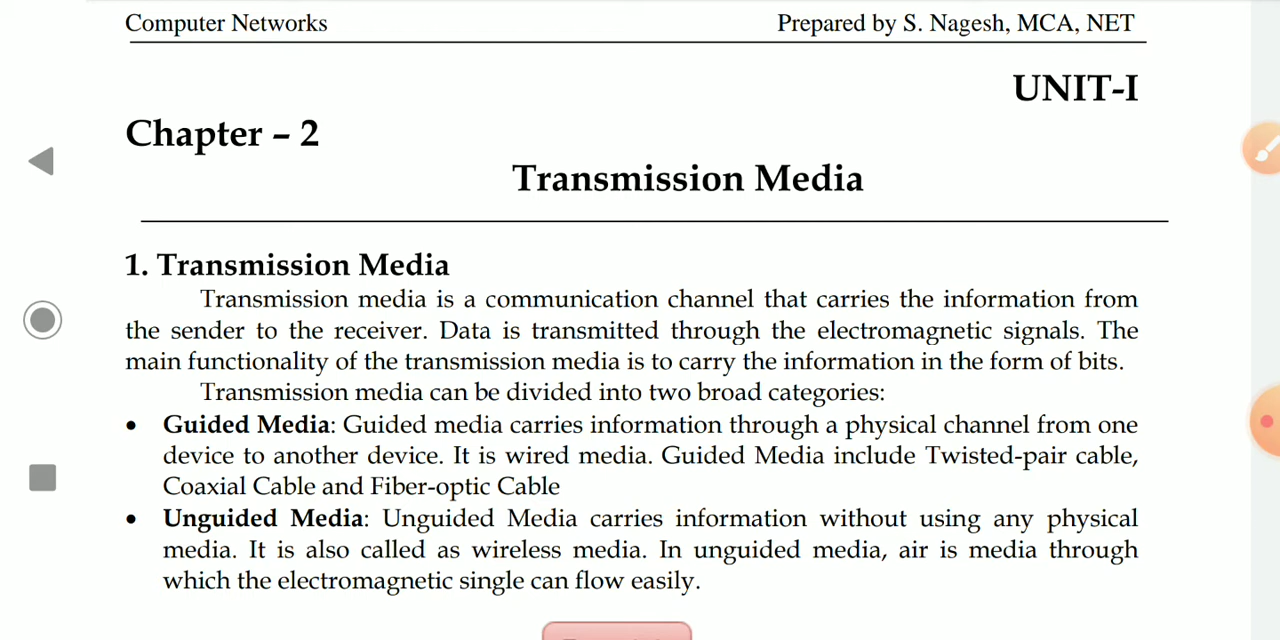 Computer Networks Prepared by S. Nagesh, MCA, NET
UNIT-I
Chapter – 2
Transmission Media
1. Transmission Media
Transmission media is a communication channel that carries the information from
the sender to the receiver. Data is transmitted through the electromagnetic signals. The
main functionality of the transmission media is to carry the information in the form of bits.
Transmission media can be divided into two broad categories:
• Guided Media: Guided media carries information through a physical channel from one
device to another device. It is wired media. Guided Media include Twisted-pair cable,
Coaxial Cable and Fiber-optic Cable
• Unguided Media: Unguided Media carries information without using any physical
media. It is also called as wireless media. In unguided media, air is media through
which the electromagnetic single can flow easily.